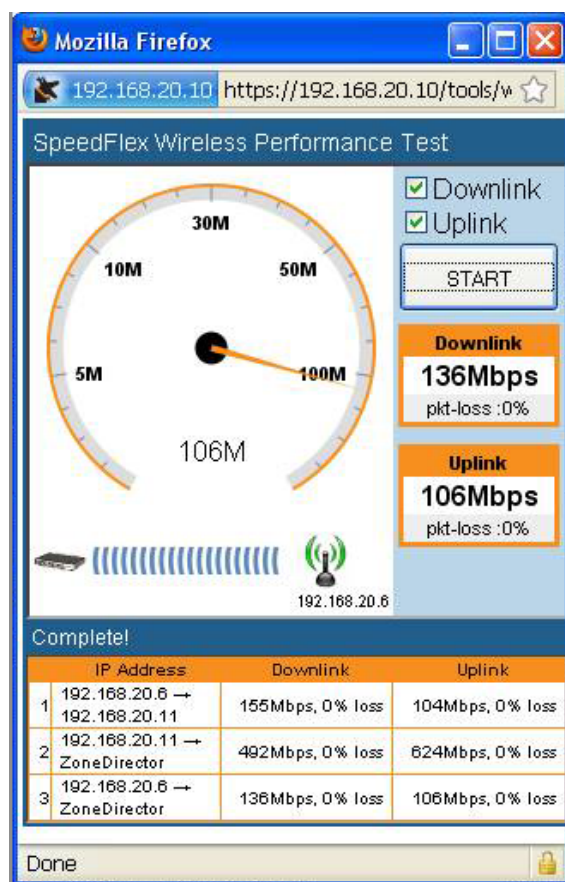 Mozilla Firefox
192.168.20.10 https://192.168.20.10/tools/w
SpeedFlex Wireless Performance Test
Downlink
Uplink
START
30M
10M
50M
5M
100M
106M
Downlink
136Mbps
pkt-loss :0%
Uplink
106Mbps
pkt-loss :0%
192.168.20.6
Complete!
IP Address Downlink Uplink
1 192.168.20.6 → 192.168.20.11 155Mbps, 0% loss 104Mbps, 0% loss
2 192.168.20.11 → ZoneDirector 492Mbps, 0% loss 624Mbps, 0% loss
3 192.168.20.6 → ZoneDirector 136Mbps, 0% loss 106Mbps, 0% loss
Done